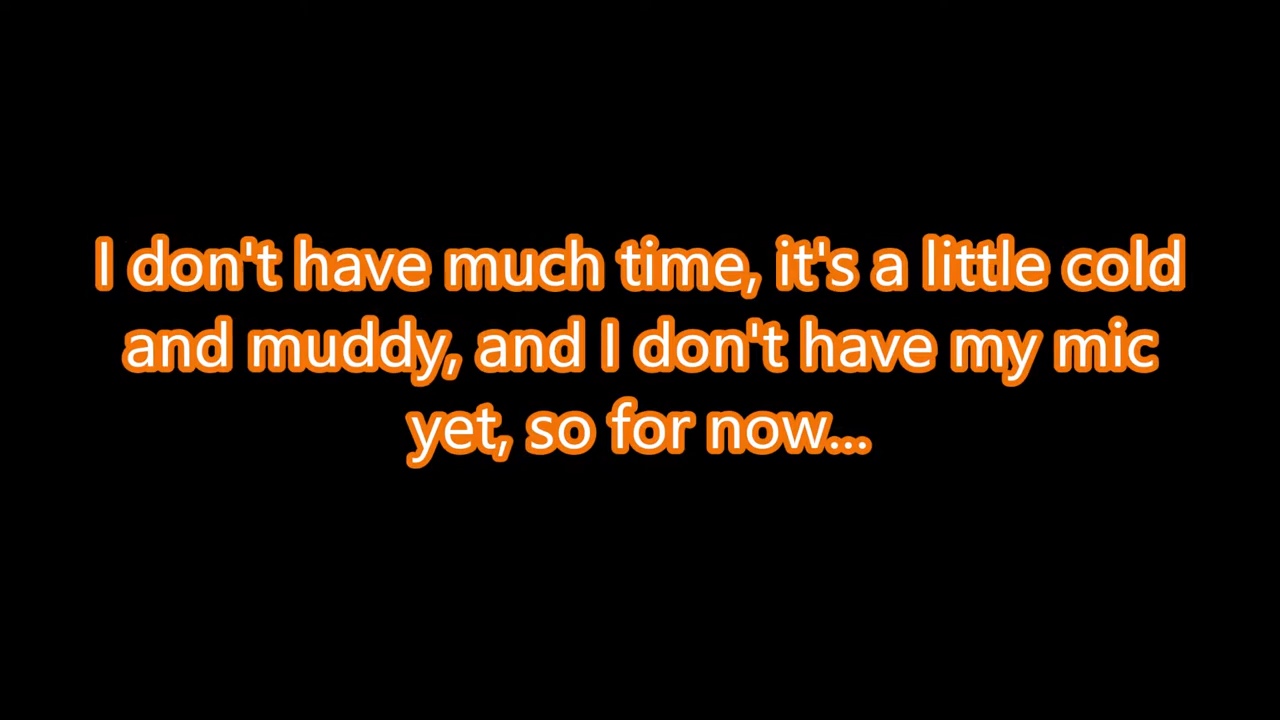 I don't have much time, it's a little cold
and muddy, and I don't have my mic
yet, so for now...